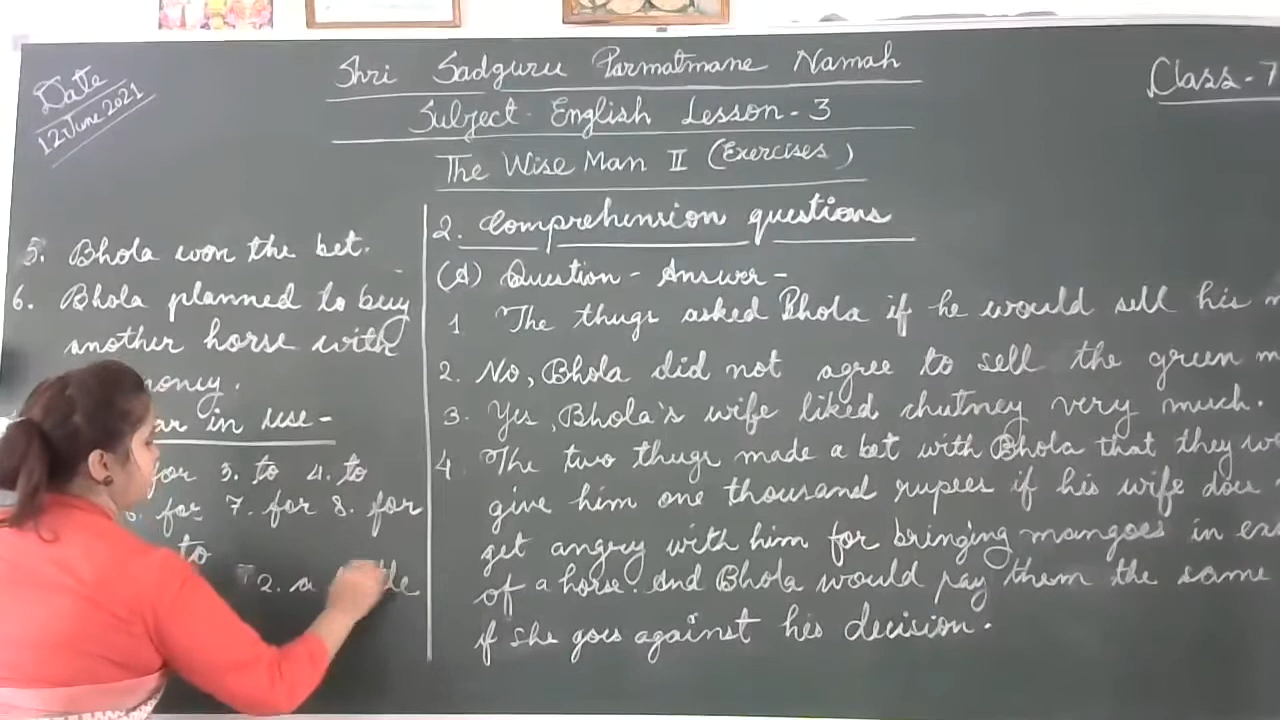 Date
12 June 2021
Shri Sadguru Parmatmane Namah
Class - 7
Subject - English Lesson - 3
The Wise Man II (Exercises)
5. Bhola won the bet.
6. Bhola planned to buy
another horse with
money.
in use -
for 3. to 4. to
6. for 7. for 8. for
to
2. a
2. Comprehension questions
(A) Question - Answer -
1 The thugs asked Bhola if he would sell his
2. No, Bhola did not agree to sell the green
3. Yes, Bhola's wife liked chutney very much.
4 The two thugs made a bet with Bhola that they
give him one thousand rupees if his wife does
get angry with him for bringing mangoes in
of a horse. And Bhola would pay them the same
if she goes against his decision.